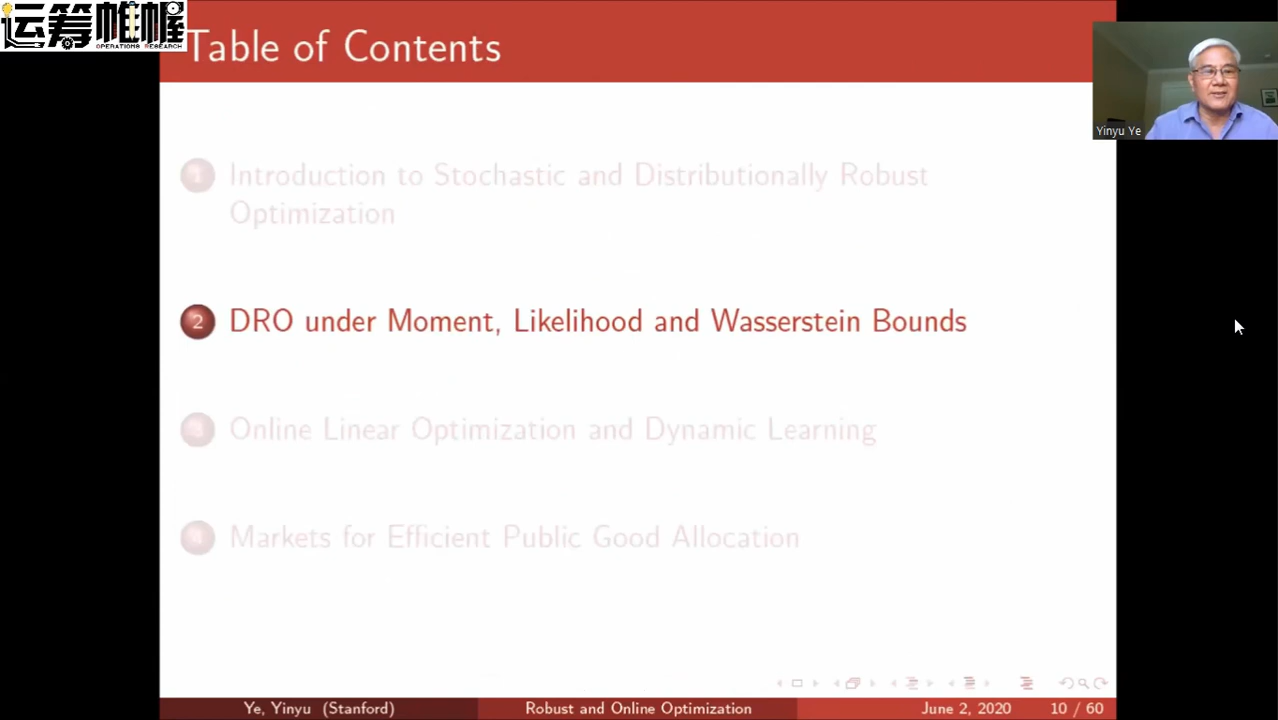 运筹帷幄
OPERATIONS RESEARCH
Table of Contents
Yinyu Ye
1 Introduction to Stochastic and Distributionally Robust
Optimization
2 DRO under Moment, Likelihood and Wasserstein Bounds
3 Online Linear Optimization and Dynamic Learning
4 Markets for Efficient Public Good Allocation
Ye, Yinyu (Stanford) Robust and Online Optimization June 2, 2020 10 / 60